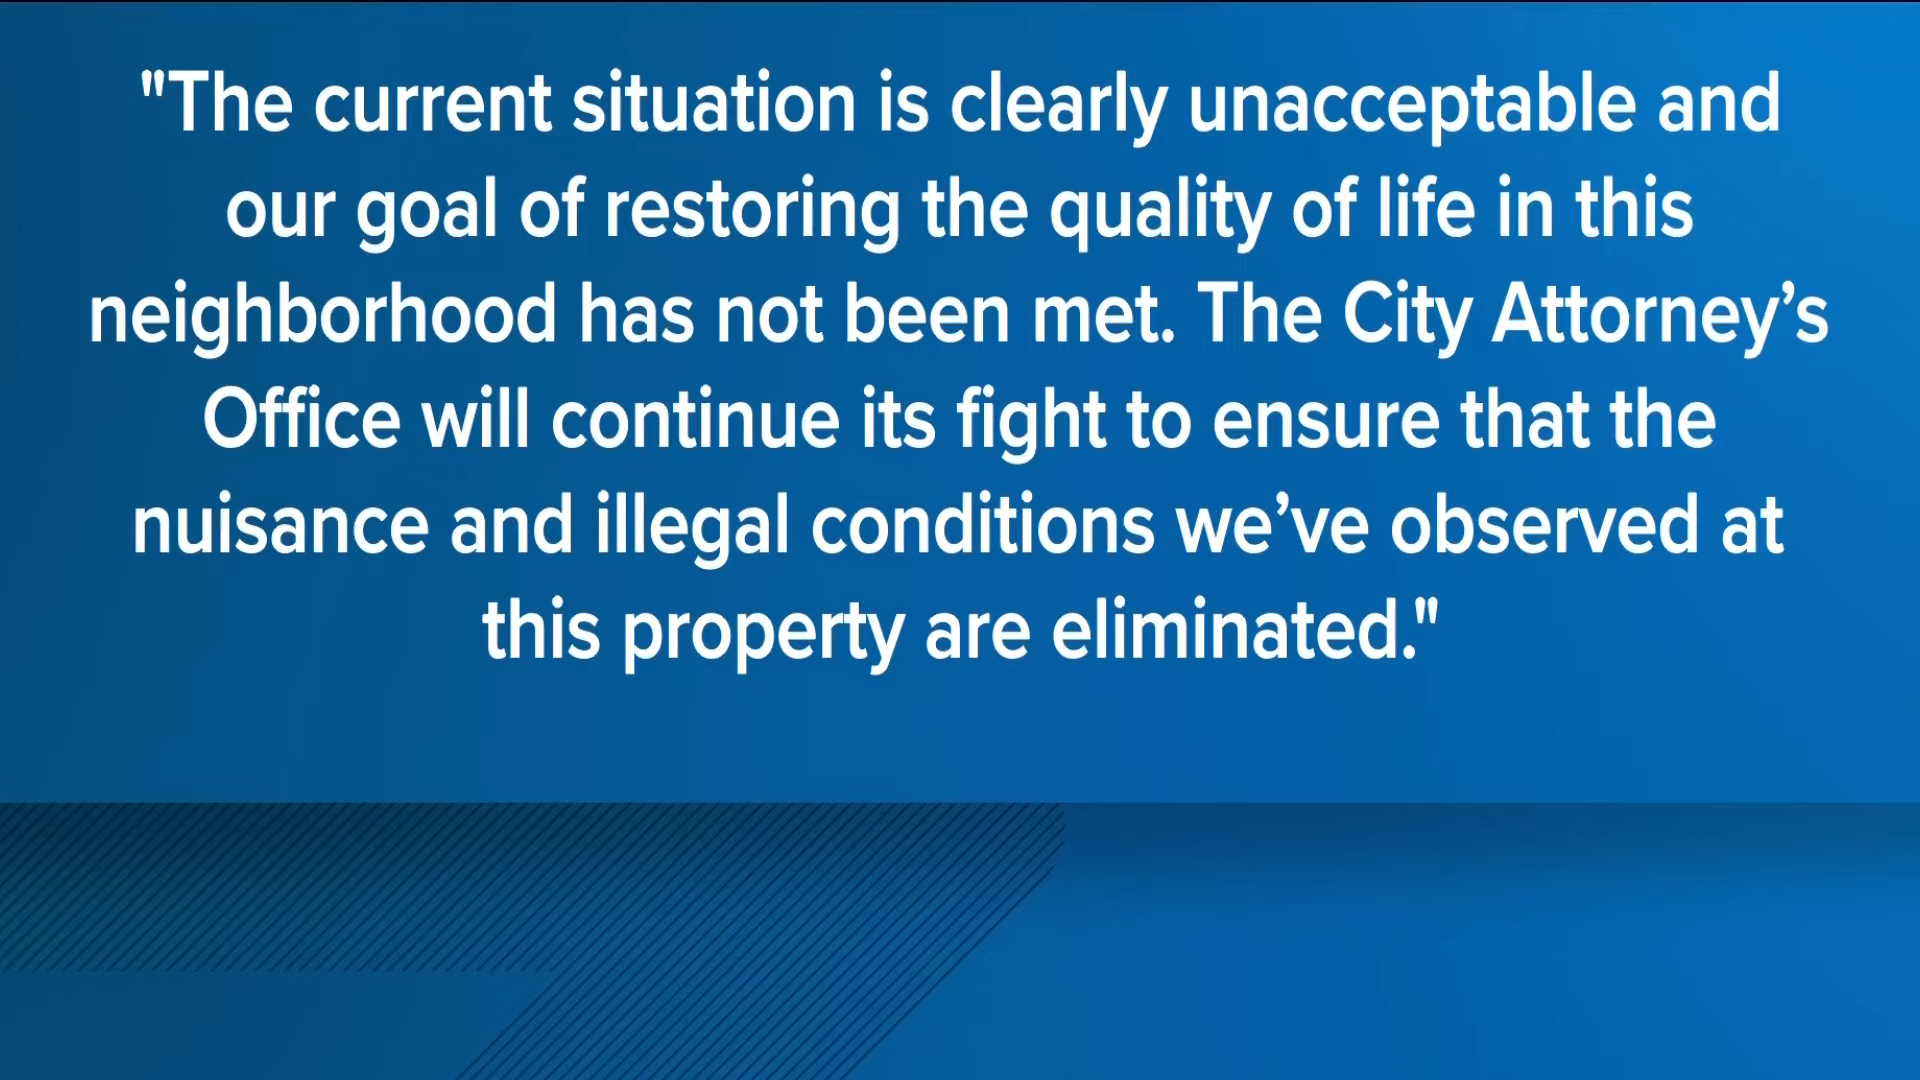 "The current situation is clearly unacceptable and
our goal of restoring the quality of life in this
neighborhood has not been met. The City Attorney’s
Office will continue its fight to ensure that the
nuisance and illegal conditions we’ve observed at
this property are eliminated."